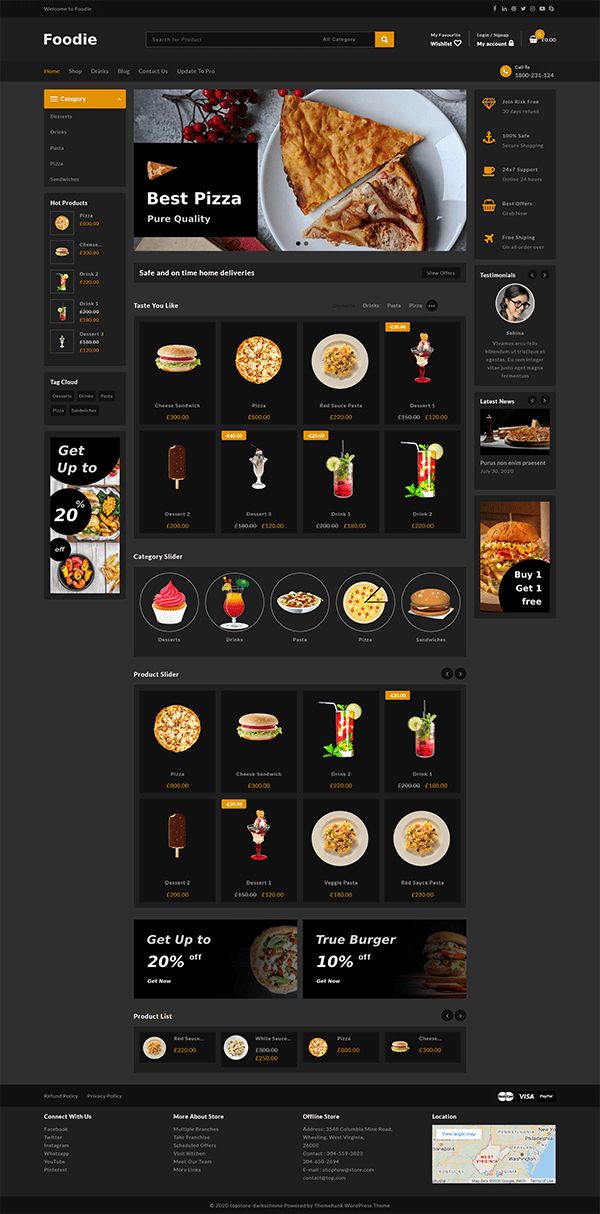 Welcome to Foodie
Foodie
Search for Product
All Category
My Favourite
Wishlist
Login / Signup
My account
0
£0.00
Home Shop Drinks Blog Contact Us Update To Pro
Call To
1800-231-124
Category
Desserts
Drinks
Pasta
Pizza
Sandwiches
Hot Products
Pizza
£800.00
Cheese...
£300.00
Drink 2
£220.00
Drink 1
£200.00
£180.00
Dessert 3
£180.00
£120.00
Tag Cloud
Desserts Drinks Pasta
Pizza Sandwiches
Get
Up to
20%
off
Best Pizza
Pure Quality
Safe and on time home deliveries
View Offers
Taste You Like
Desserts Drinks Pasta Pizza
Cheese Sandwich
£300.00
Pizza
£800.00
Red Sauce Pasta
£220.00
-£30.00
Dessert 1
£150.00 £120.00
Dessert 2
£200.00
-£60.00
Dessert 3
£180.00 £120.00
-£20.00
Drink 1
£200.00 £180.00
Drink 2
£220.00
Category Slider
Desserts
Drinks
Pasta
Pizza
Sandwiches
Product Slider
Pizza
£800.00
Cheese Sandwich
£300.00
Drink 2
£220.00
-£20.00
Drink 1
£200.00 £180.00
Dessert 2
£200.00
-£30.00
Dessert 1
£150.00 £120.00
Veggie Pasta
£180.00
Red Sauce Pasta
£220.00
Get Up to
20% off
Get Now
True Burger
10% off
Get Now
Product List
Red Sauce...
£220.00
White Sauce...
£300.00
£250.00
Pizza
£800.00
Cheese...
£300.00
Join Risk Free
30 days refund
100% Safe
Secure Shopping
24x7 Support
Online 24 hours
Best Offers
Grab Now
Free Shiping
On all order over
Testimonials
Sabina
Vivamus arcu felis
bibendum ut tristique et
egestas. Eu sem integer
vitae justo eget magna
fermentum
Latest News
Purus non enim praesent
July 30, 2020
Buy 1
Get 1
free
Refund Policy Privacy Policy
VISA
PayPal
Connect With Us
Facebook
Twitter
Instagram
Whatsapp
YouTube
Pinterest
More About Store
Multiple Branches
Take Franchise
Scheduled Offers
Visit Kitchen
Meet Our Team
More Links
Offline Store
Address: 3548 Columbia Mine Road,
Wheeling, West Virginia,
26003
Contact : 304-559-3023
304-650-2694
E-mail : shopnow@store.com
contact@top.com
Location
View larger map
PENNSYLVANIA
Philadelphia
WEST
VIRGINIA
Washington
KENTUCKY
Map data ©2020 Google, INEGI Terms of Use
© 2020 topstore-darkscheme Powered by Themehunk WordPress Theme